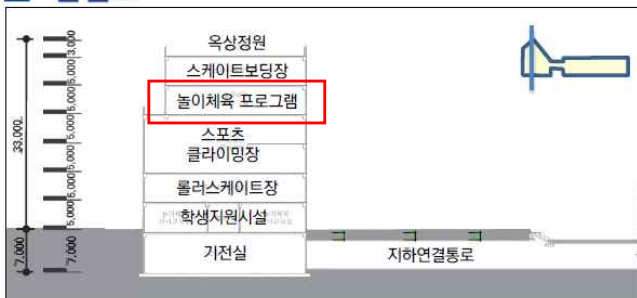 옥상정원
스케이트보딩장
놀이체육 프로그램
스포츠
클라이밍장
롤러스케이트장
학생지원시설
기전실
지하연결통로
33,000
7,000
3,000
5,000
5,000
5,000
5,000
5,000
5,000
7,000